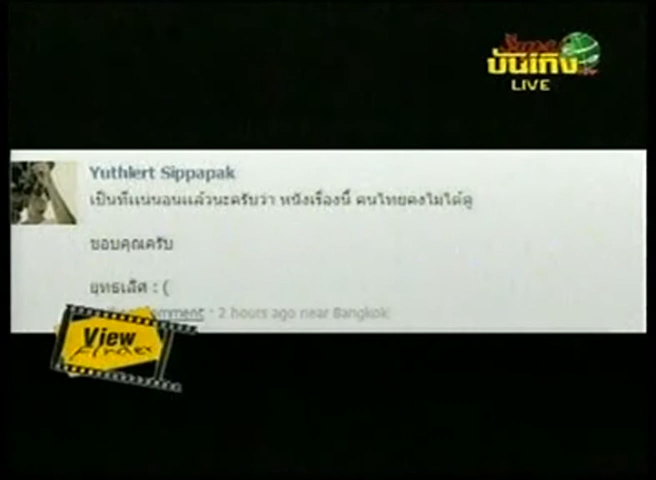 บันเทิง
LIVE
Yuthlert Sippapak
เป็นที่แน่นอนแล้วนะครับว่า หนังเรื่องนี้ คนไทยคงไม่ได้ดู
ขอบคุณครับ
ยุทธเลิศ : (
· 2 hours ago near Bangkok
View
Finder